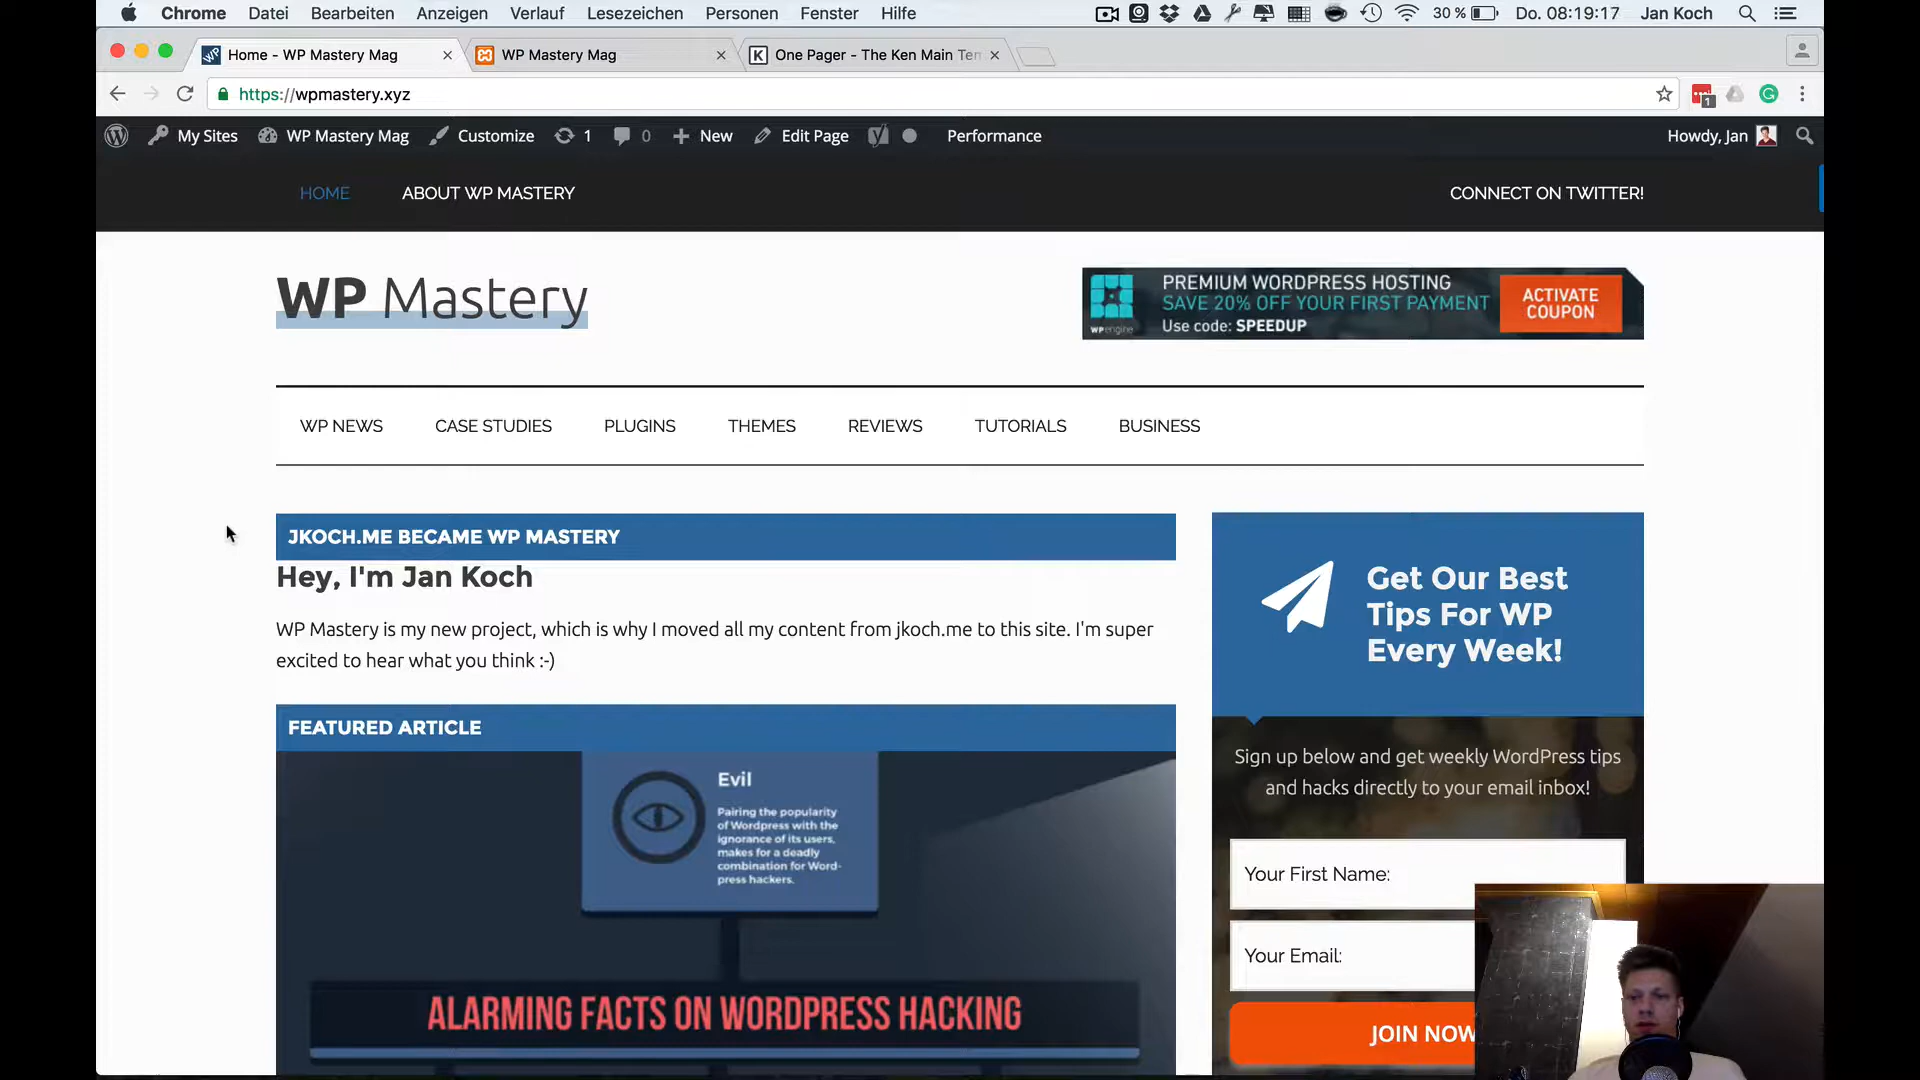 Chrome Datei Bearbeiten Anzeigen Verlauf Lesezeichen Personen Fenster Hilfe 30 % Do. 08:19:17 Jan Koch
Home - WP Mastery Mag WP Mastery Mag One Pager - The Ken Main Tem
https://wpmastery.xyz 1
My Sites WP Mastery Mag Customize 1 0 New Edit Page Performance Howdy, Jan
HOME ABOUT WP MASTERY CONNECT ON TWITTER!
WP Mastery
PREMIUM WORDPRESS HOSTING
SAVE 20% OFF YOUR FIRST PAYMENT
Use code: SPEEDUP
wpengine
ACTIVATE
COUPON
WP NEWS CASE STUDIES PLUGINS THEMES REVIEWS TUTORIALS BUSINESS
JKOCH.ME BECAME WP MASTERY
Hey, I'm Jan Koch
WP Mastery is my new project, which is why I moved all my content from jkoch.me to this site. I'm super
excited to hear what you think :-)
FEATURED ARTICLE
Evil
Pairing the popularity
of Wordpress with the
ignorance of its users,
makes for a deadly
combination for Word-
press hackers.
ALARMING FACTS ON WORDPRESS HACKING
Get Our Best
Tips For WP
Every Week!
Sign up below and get weekly WordPress tips
and hacks directly to your email inbox!
Your First Name:
Your Email:
JOIN NOW